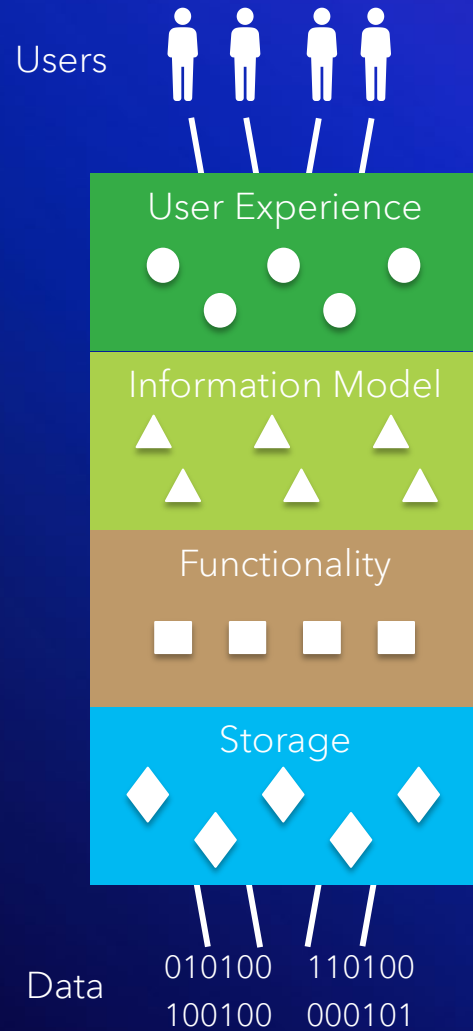 Users
User Experience
Information Model
Functionality
Storage
010100 110100
Data
100100 000101